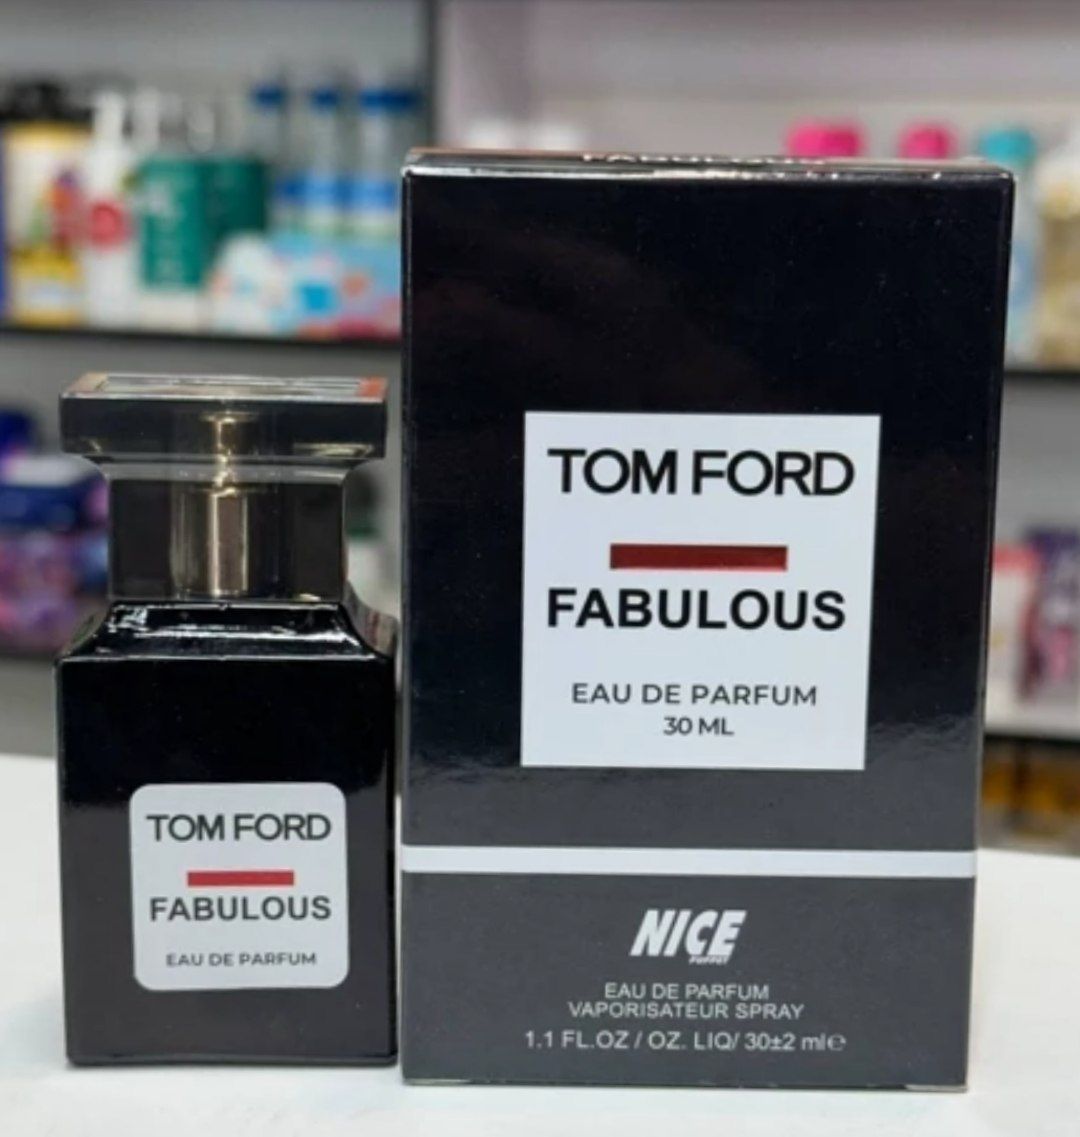 TOM FORD
FABULOUS
EAU DE PARFUM
TOM FORD
FABULOUS
EAU DE PARFUM
30 ML
NICE
PUFFET
EAU DE PARFUM
VAPORISATEUR SPRAY
1.1 FL.OZ / OZ. LIQ/ 30±2 ml℮